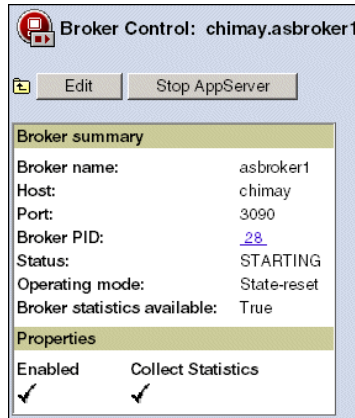 Broker Control: chimay.asbroker1
Edit Stop AppServer
Broker summary
Broker name: asbroker1
Host: chimay
Port: 3090
Broker PID: 28
Status: STARTING
Operating mode: State-reset
Broker statistics available: True
Properties
Enabled Collect Statistics